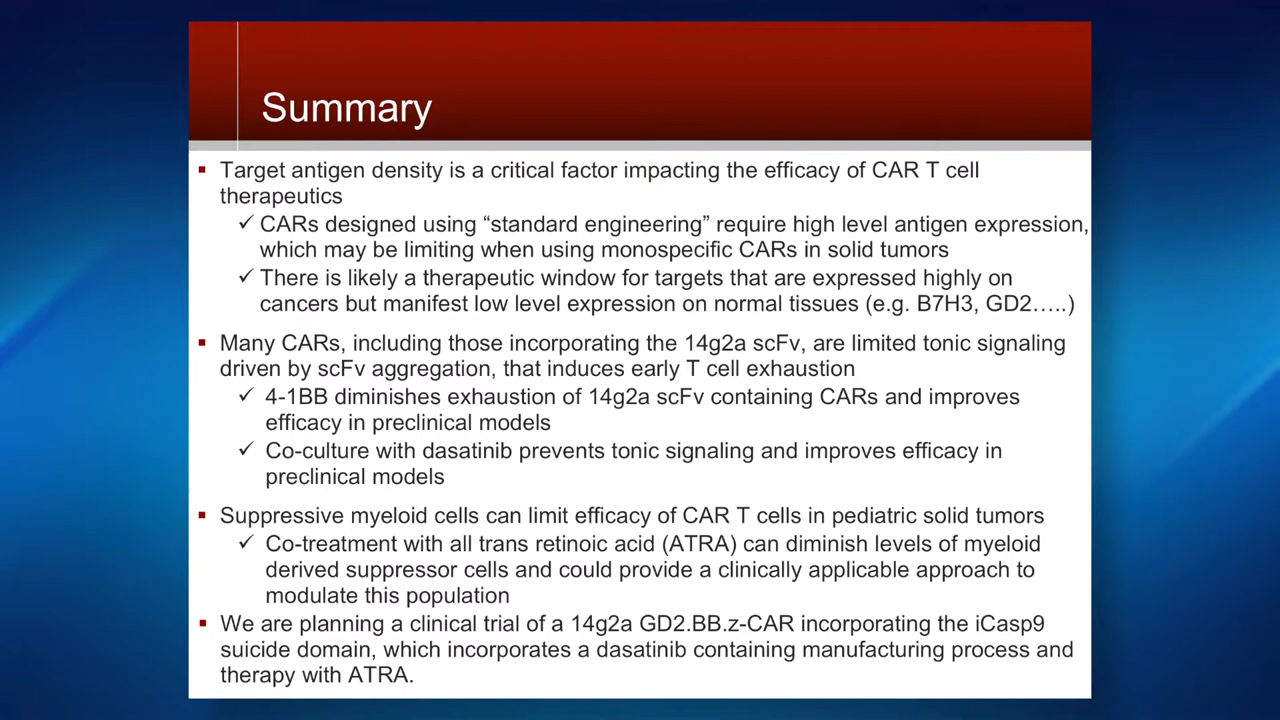 Summary
▪ Target antigen density is a critical factor impacting the efficacy of CAR T cell
therapeutics
✓ CARs designed using “standard engineering” require high level antigen expression,
which may be limiting when using monospecific CARs in solid tumors
✓ There is likely a therapeutic window for targets that are expressed highly on
cancers but manifest low level expression on normal tissues (e.g. B7H3, GD2…..)
▪ Many CARs, including those incorporating the 14g2a scFv, are limited tonic signaling
driven by scFv aggregation, that induces early T cell exhaustion
✓ 4-1BB diminishes exhaustion of 14g2a scFv containing CARs and improves
efficacy in preclinical models
✓ Co-culture with dasatinib prevents tonic signaling and improves efficacy in
preclinical models
▪ Suppressive myeloid cells can limit efficacy of CAR T cells in pediatric solid tumors
✓ Co-treatment with all trans retinoic acid (ATRA) can diminish levels of myeloid
derived suppressor cells and could provide a clinically applicable approach to
modulate this population
▪ We are planning a clinical trial of a 14g2a GD2.BB.z-CAR incorporating the iCasp9
suicide domain, which incorporates a dasatinib containing manufacturing process and
therapy with ATRA.